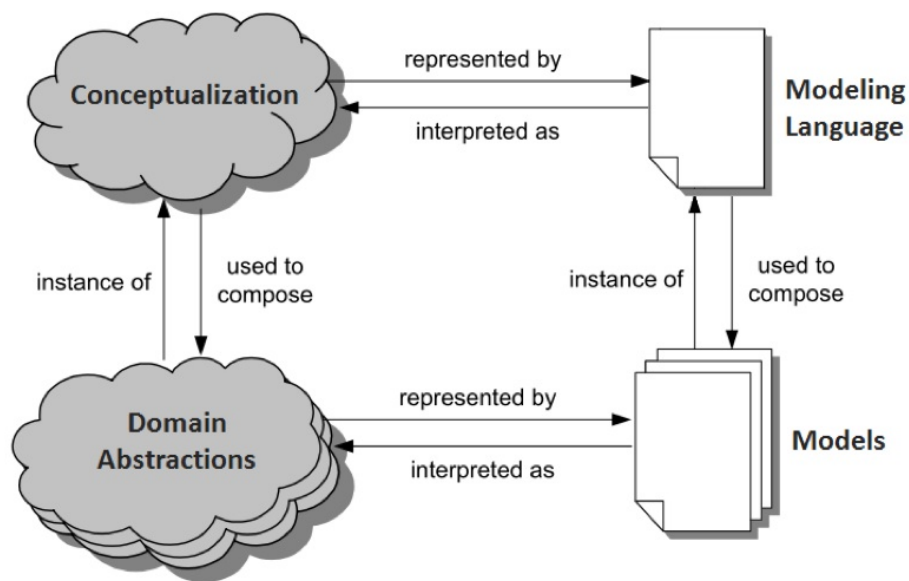 represented by
Conceptualization
interpreted as
Modeling
Language
instance of
used to
compose
instance of
used to
compose
Domain
Abstractions
represented by
interpreted as
Models